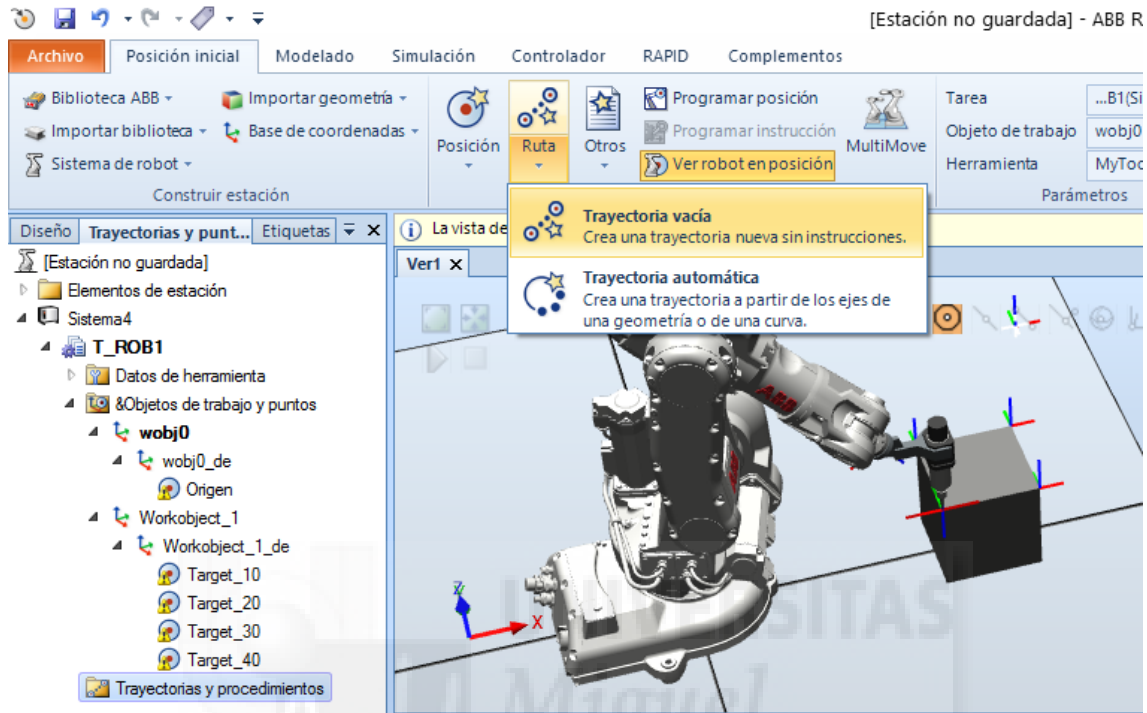 [Estación no guardada] - ABB R
Archivo Posición inicial Modelado Simulación Controlador RAPID Complementos
Biblioteca ABB Importar geometría
Importar biblioteca Base de coordenadas
Sistema de robot
Construir estación
Posición
Ruta
Otros
Programar posición
Programar instrucción
Ver robot en posición
MultiMove
Tarea ...B1(Si
Objeto de trabajo wobj0
Herramienta MyToo
Parámetros
Trayectoria vacía
Crea una trayectoria nueva sin instrucciones.
Trayectoria automática
Crea una trayectoria a partir de los ejes de
una geometría o de una curva.
Diseño Trayectorias y punt... Etiquetas
La vista de
Ver1
[Estación no guardada]
Elementos de estación
Sistema4
T_ROB1
Datos de herramienta
&Objetos de trabajo y puntos
wobj0
wobj0_de
Origen
Workobject_1
Workobject_1_de
Target_10
Target_20
Target_30
Target_40
Trayectorias y procedimientos
ABB
Z
X
UNIVERSITAS
Miguel